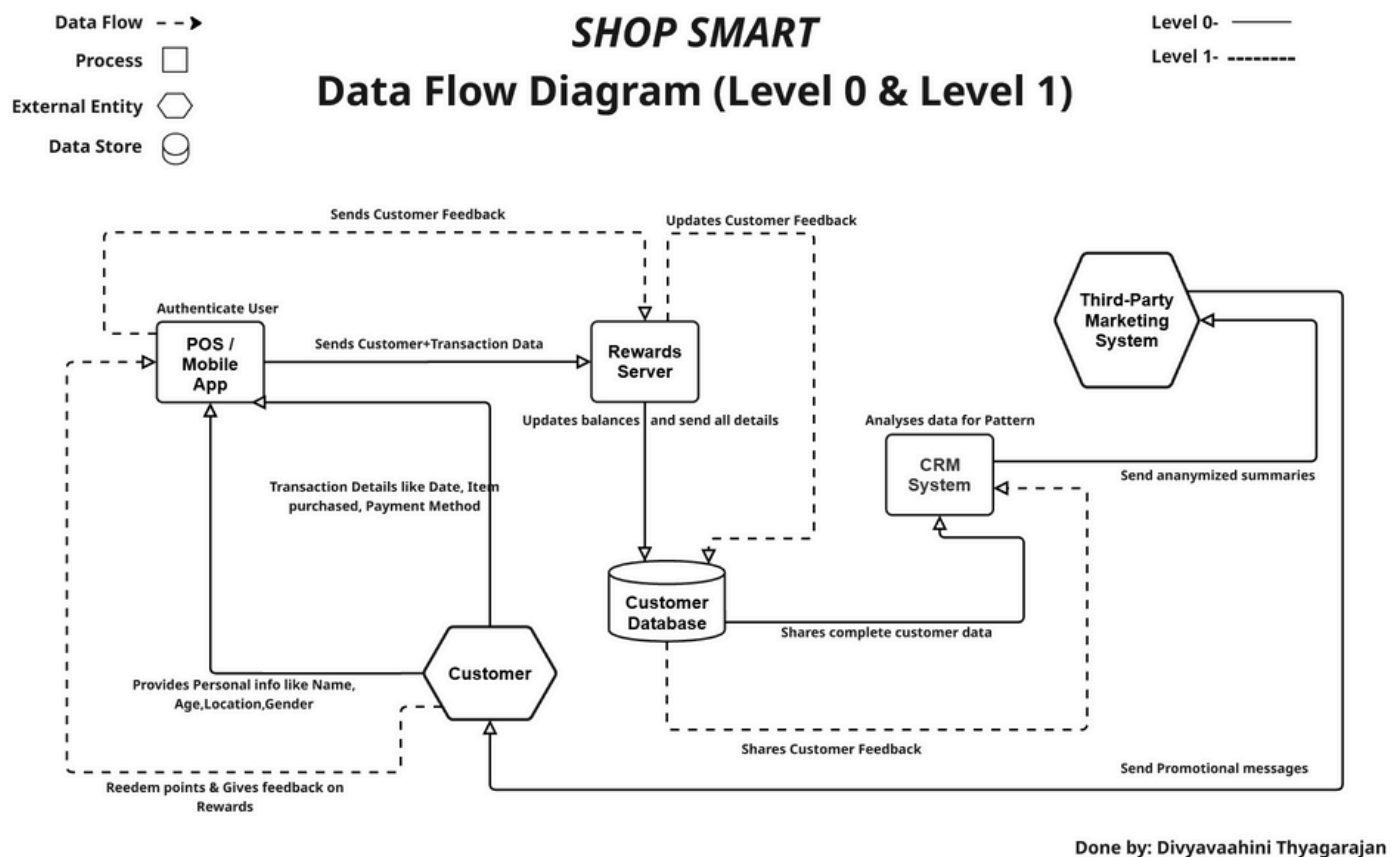 Data Flow
Process
External Entity
Data Store
SHOP SMART
Data Flow Diagram (Level 0 & Level 1)
Level 0-
Level 1-
Sends Customer Feedback
Updates Customer Feedback
Authenticate User
POS /
Mobile
App
Sends Customer+Transaction Data
Rewards
Server
Third-Party
Marketing
System
Updates balances and send all details
Analyses data for Pattern
CRM
System
Send ananymized summaries
Transaction Details like Date, Item
purchased, Payment Method
Customer
Database
Shares complete customer data
Customer
Provides Personal info like Name,
Age,Location,Gender
Shares Customer Feedback
Send Promotional messages
Reedem points & Gives feedback on
Rewards
Done by: Divyavaahini Thyagarajan